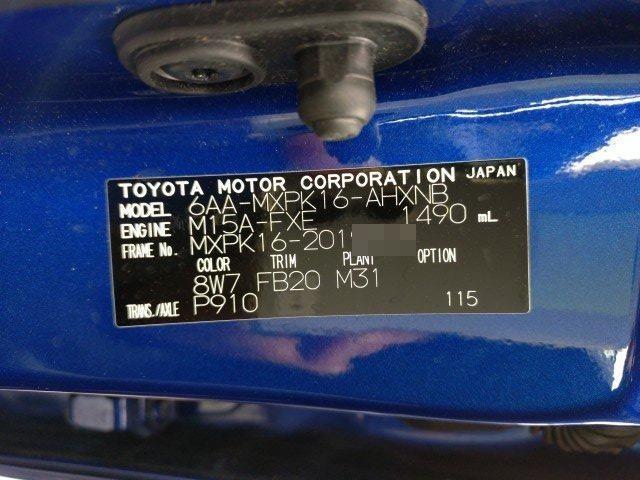 TOYOTA MOTOR CORPORATION JAPAN
MODEL 6AA-MXPK16-AHXNB
ENGINE M15A-FXE 1490 mL
FRAME No. MXPK16-201
COLOR TRIM PLANT OPTION
8W7 FB20 M31
TRANS./AXLE P910 115